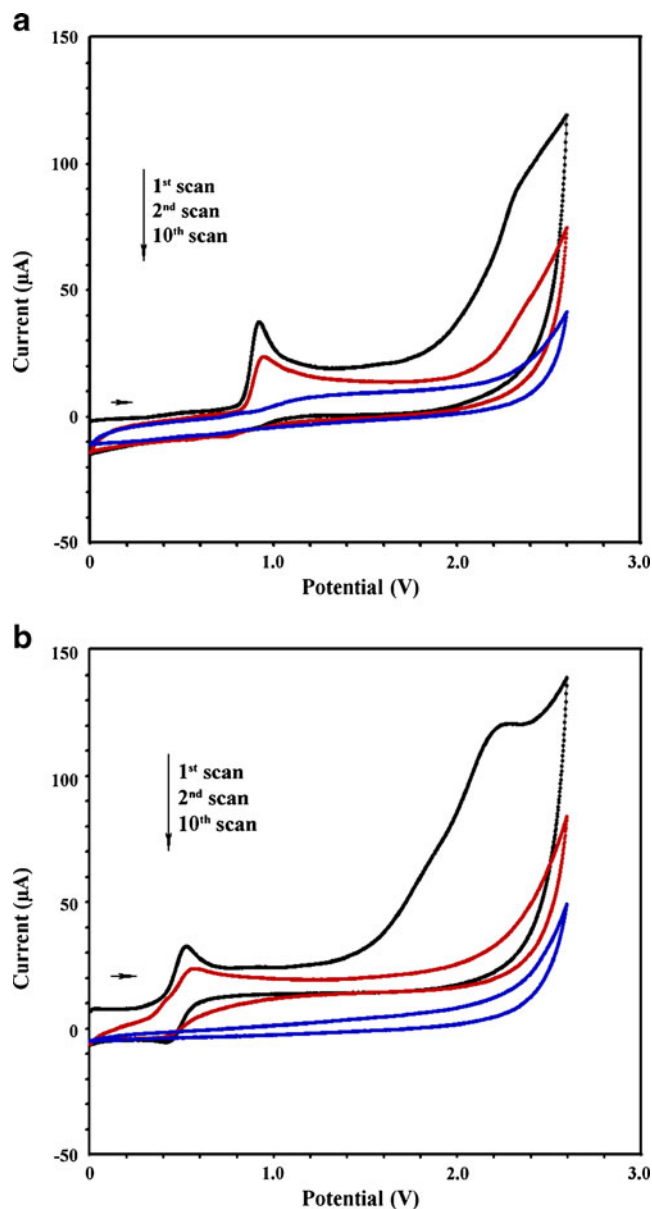 a
150
100
50
0
-50
Current (µA)
1st scan
2nd scan
10th scan
0
1.0
2.0
3.0
Potential (V)
b
150
100
50
0
-50
Current (µA)
1st scan
2nd scan
10th scan
0
1.0
2.0
3.0
Potential (V)